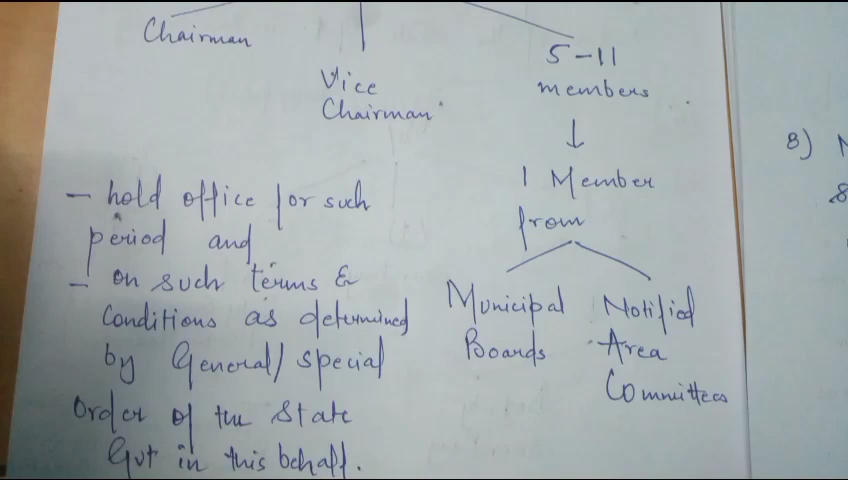 Chairman
Vice
Chairman
5-11
members
1 Member
from
Municipal
Boards
Notified
Area
Committees
- hold office for such
period and
- on such terms &
Conditions as determined
by General/special
Order of the State
Gvt in this behalf.
8)